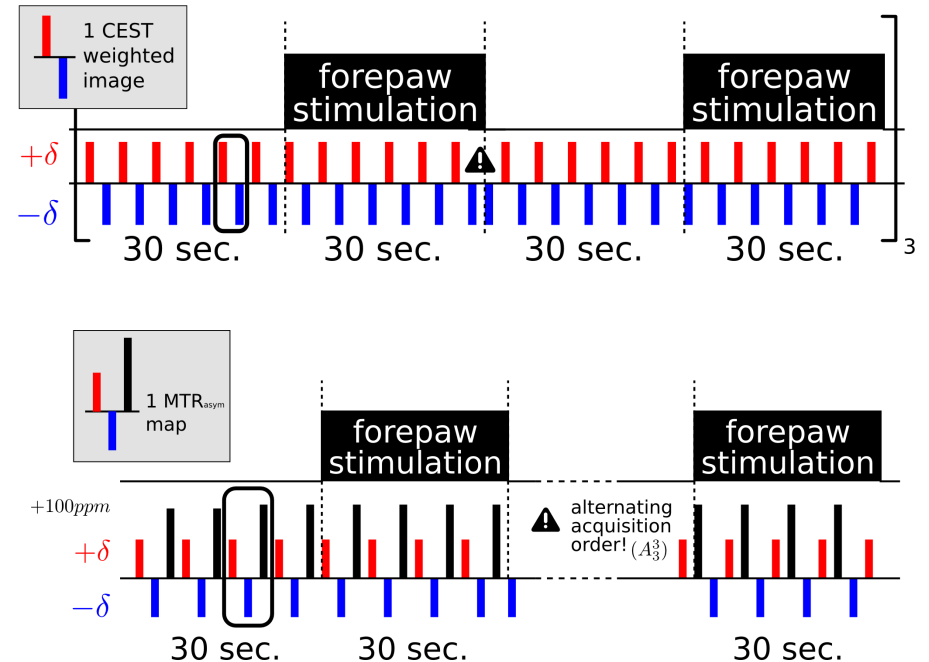 1 CEST
weighted
image
forepaw
stimulation
forepaw
stimulation
+δ
−δ
30 sec.
30 sec.
30 sec.
30 sec.
3
1 MTRasym
map
forepaw
stimulation
forepaw
stimulation
+100ppm
alternating
acquisition
order! (A₃³)
+δ
−δ
30 sec.
30 sec.
30 sec.